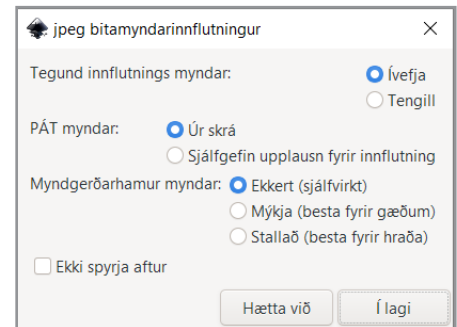 jpeg bitamyndarinnflutningur
Tegund innflutnings myndar: Ívefja
Tengill
PÁT myndar: Úr skrá
Sjálfgefin upplausn fyrir innflutning
Myndgerðarhamur myndar: Ekkert (sjálfvirkt)
Mýkja (besta fyrir gæðum)
Stallað (besta fyrir hraða)
Ekki spyrja aftur
Hætta við Í lagi